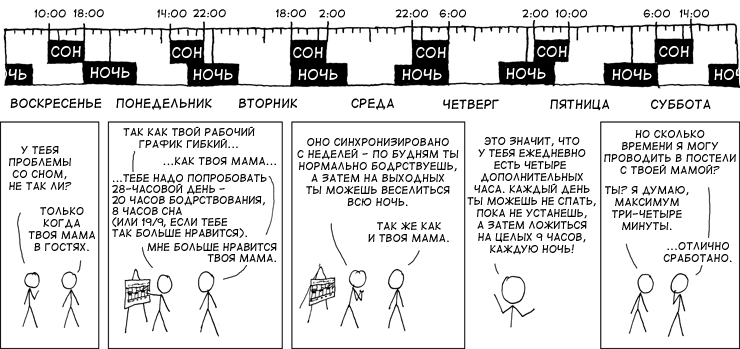 10:00 18:00 14:00 22:00 18:00 2:00 22:00 6:00 2:00 10:00 6:00 14:00
СОН СОН СОН СОН СОН СОН
ОЧЬ НОЧЬ НОЧЬ НОЧЬ НОЧЬ НОЧЬ НОЧЬ НО
ВОСКРЕСЕНЬЕ ПОНЕДЕЛЬНИК ВТОРНИК СРЕДА ЧЕТВЕРГ ПЯТНИЦА СУББОТА
У ТЕБЯ
ПРОБЛЕМЫ
СО СНОМ,
НЕ ТАК ЛИ?
ТОЛЬКО
КОГДА
ТВОЯ МАМА
В ГОСТЯХ.
ТАК КАК ТВОЙ РАБОЧИЙ
ГРАФИК ГИБКИЙ...
...КАК ТВОЯ МАМА...
...ТЕБЕ НАДО ПОПРОБОВАТЬ
28-ЧАСОВОЙ ДЕНЬ -
20 ЧАСОВ БОДРСТВОВАНИЯ,
8 ЧАСОВ СНА
(ИЛИ 19/9, ЕСЛИ ТЕБЕ
ТАК БОЛЬШЕ НРАВИТСЯ).
МНЕ БОЛЬШЕ НРАВИТСЯ
ТВОЯ МАМА.
ОНО СИНХРОНИЗИРОВАНО
С НЕДЕЛЕЙ - ПО БУДНЯМ ТЫ
НОРМАЛЬНО БОДРСТВУЕШЬ,
А ЗАТЕМ НА ВЫХОДНЫХ
ТЫ МОЖЕШЬ ВЕСЕЛИТЬСЯ
ВСЮ НОЧЬ.
ТАК ЖЕ КАК
И ТВОЯ МАМА.
ЭТО ЗНАЧИТ, ЧТО
У ТЕБЯ ЕЖЕДНЕВНО
ЕСТЬ ЧЕТЫРЕ
ДОПОЛНИТЕЛЬНЫХ
ЧАСА. КАЖДЫЙ ДЕНЬ
ТЫ МОЖЕШЬ НЕ СПАТЬ,
ПОКА НЕ УСТАНЕШЬ,
А ЗАТЕМ ЛОЖИТЬСЯ
НА ЦЕЛЫХ 9 ЧАСОВ,
КАЖДУЮ НОЧЬ!
НО СКОЛЬКО
ВРЕМЕНИ Я МОГУ
ПРОВОДИТЬ В ПОСТЕЛИ
С ТВОЕЙ МАМОЙ?
ТЫ? Я ДУМАЮ,
МАКСИМУМ
ТРИ-ЧЕТЫРЕ
МИНУТЫ.
...ОТЛИЧНО
СРАБОТАНО.